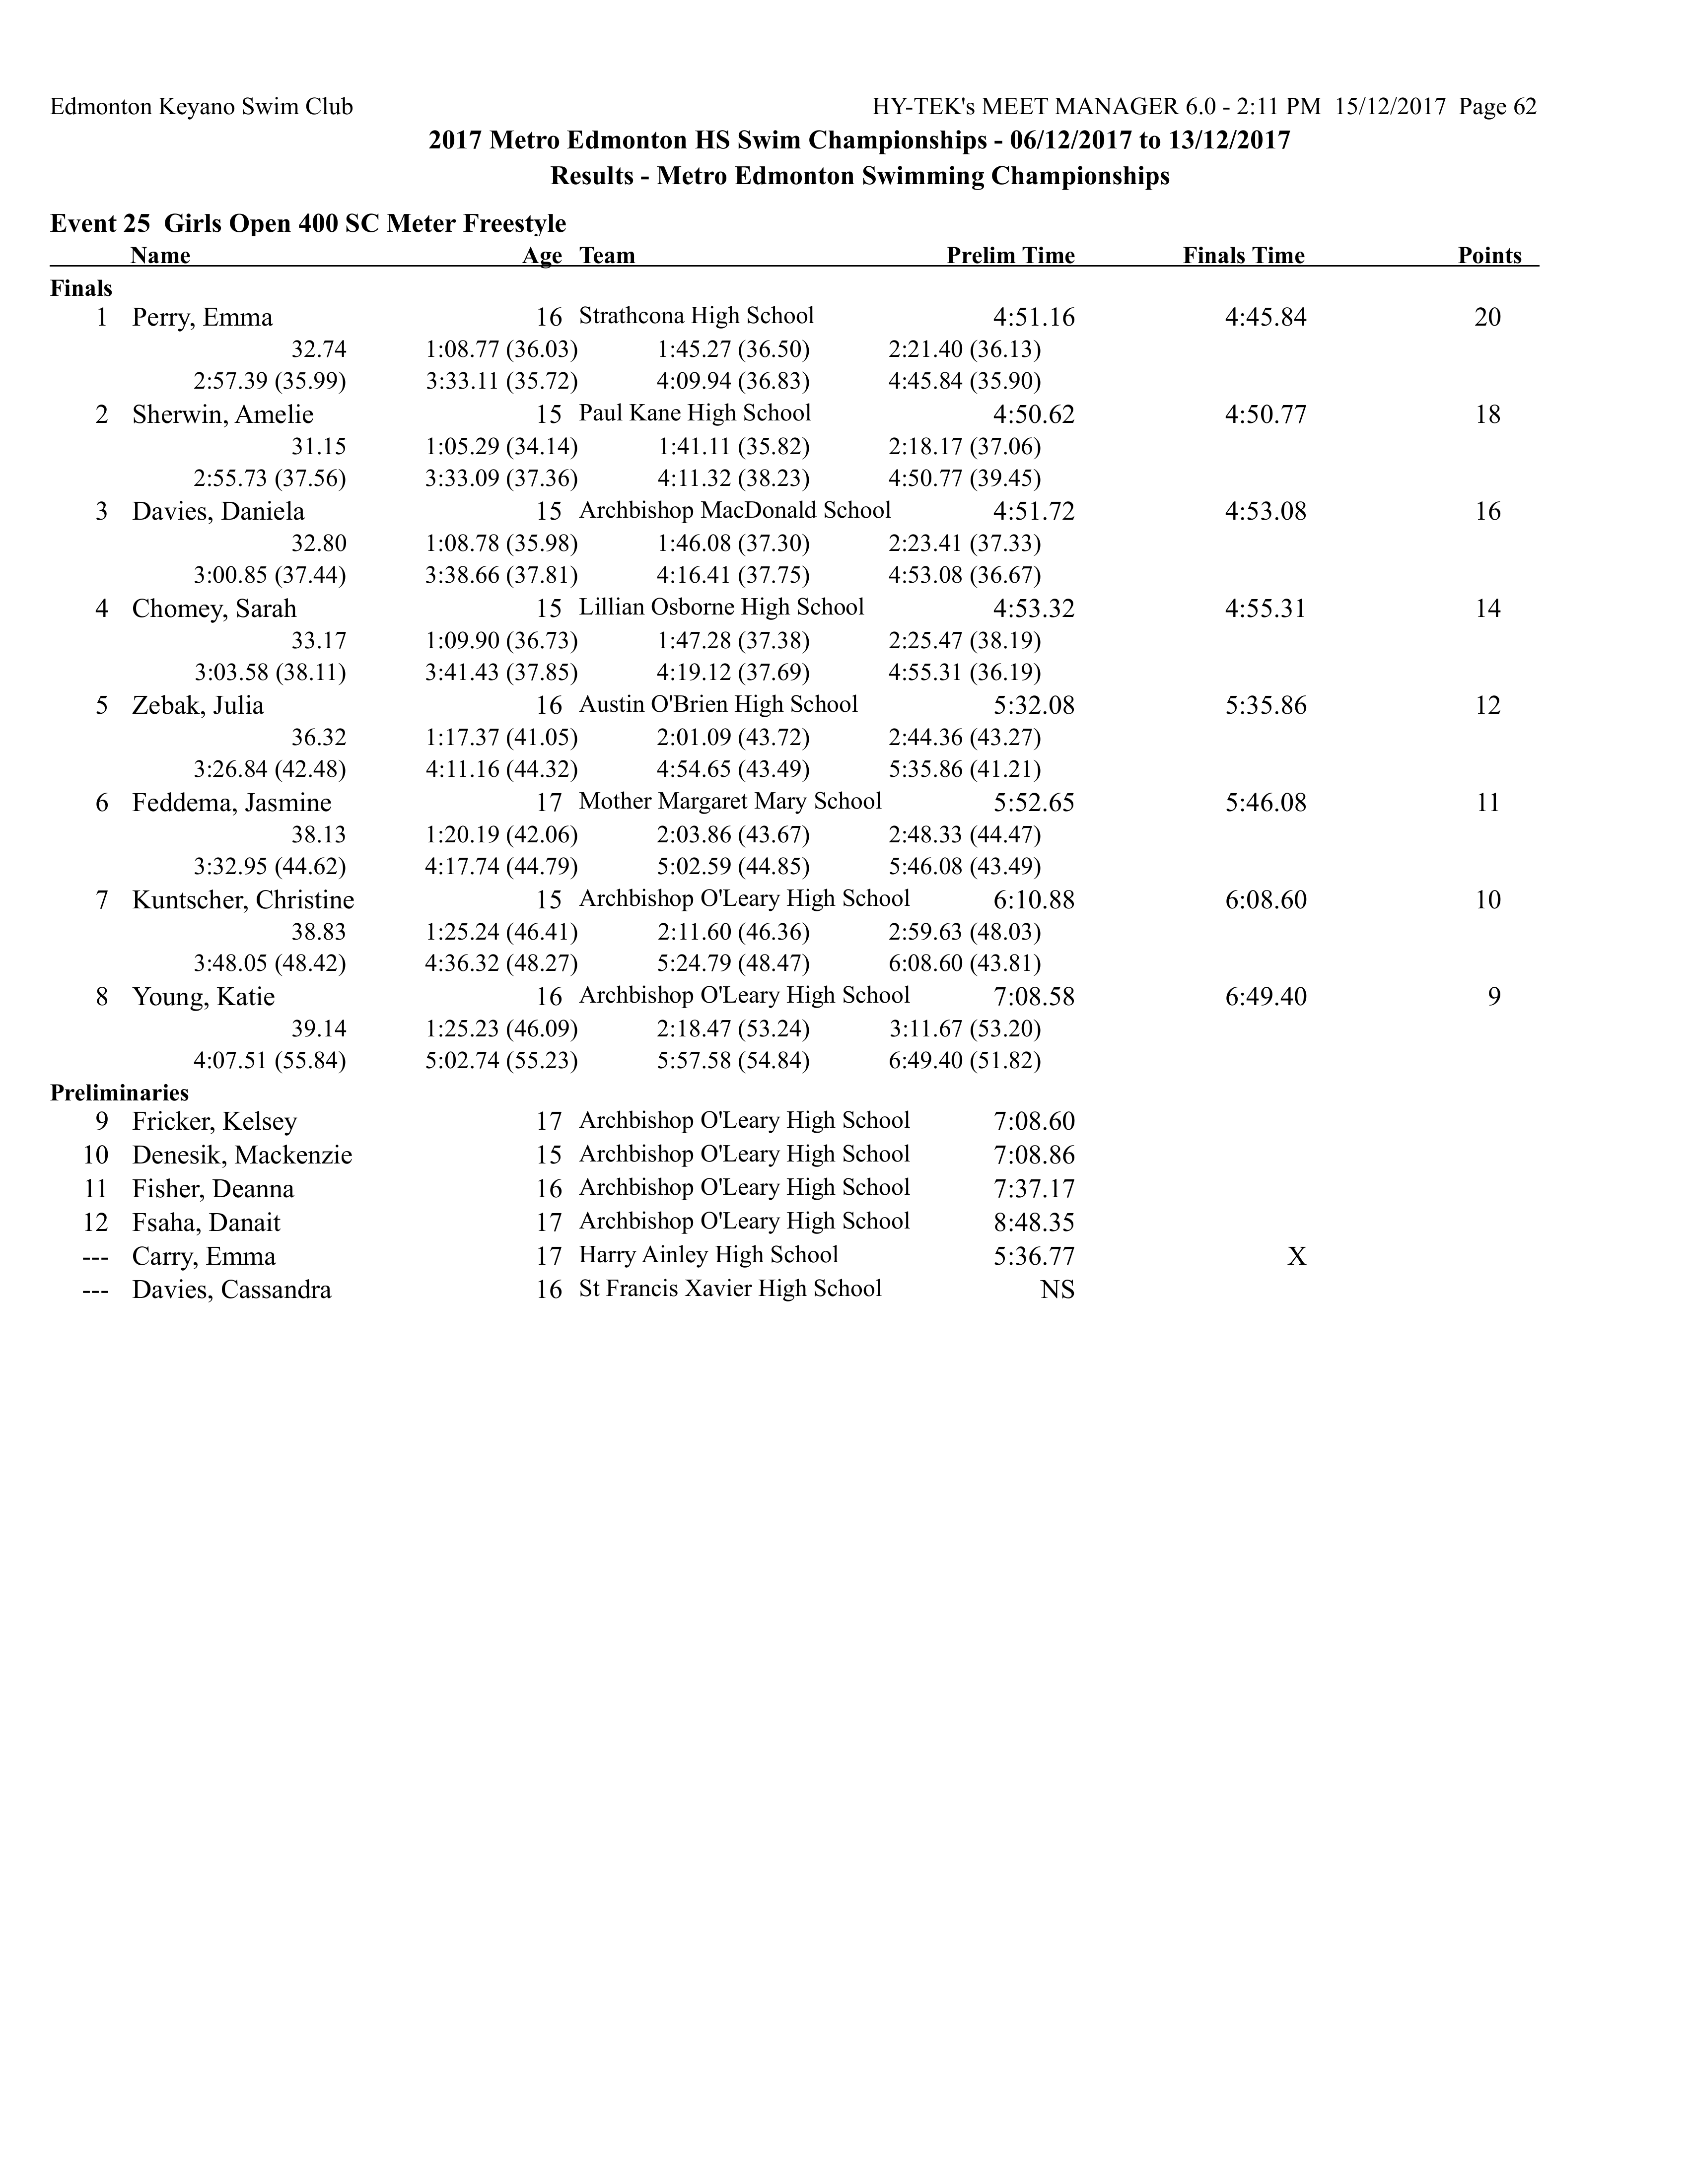 Edmonton Keyano Swim Club HY-TEK's MEET MANAGER 6.0 - 2:11 PM 15/12/2017 Page 62
2017 Metro Edmonton HS Swim Championships - 06/12/2017 to 13/12/2017
Results - Metro Edmonton Swimming Championships
Event 25 Girls Open 400 SC Meter Freestyle
Name Age Team Prelim Time Finals Time Points
Finals
1 Perry, Emma 16 Strathcona High School 4:51.16 4:45.84 20
32.74 1:08.77 (36.03) 1:45.27 (36.50) 2:21.40 (36.13)
2:57.39 (35.99) 3:33.11 (35.72) 4:09.94 (36.83) 4:45.84 (35.90)
2 Sherwin, Amelie 15 Paul Kane High School 4:50.62 4:50.77 18
31.15 1:05.29 (34.14) 1:41.11 (35.82) 2:18.17 (37.06)
2:55.73 (37.56) 3:33.09 (37.36) 4:11.32 (38.23) 4:50.77 (39.45)
3 Davies, Daniela 15 Archbishop MacDonald School 4:51.72 4:53.08 16
32.80 1:08.78 (35.98) 1:46.08 (37.30) 2:23.41 (37.33)
3:00.85 (37.44) 3:38.66 (37.81) 4:16.41 (37.75) 4:53.08 (36.67)
4 Chomey, Sarah 15 Lillian Osborne High School 4:53.32 4:55.31 14
33.17 1:09.90 (36.73) 1:47.28 (37.38) 2:25.47 (38.19)
3:03.58 (38.11) 3:41.43 (37.85) 4:19.12 (37.69) 4:55.31 (36.19)
5 Zebak, Julia 16 Austin O'Brien High School 5:32.08 5:35.86 12
36.32 1:17.37 (41.05) 2:01.09 (43.72) 2:44.36 (43.27)
3:26.84 (42.48) 4:11.16 (44.32) 4:54.65 (43.49) 5:35.86 (41.21)
6 Feddema, Jasmine 17 Mother Margaret Mary School 5:52.65 5:46.08 11
38.13 1:20.19 (42.06) 2:03.86 (43.67) 2:48.33 (44.47)
3:32.95 (44.62) 4:17.74 (44.79) 5:02.59 (44.85) 5:46.08 (43.49)
7 Kuntscher, Christine 15 Archbishop O'Leary High School 6:10.88 6:08.60 10
38.83 1:25.24 (46.41) 2:11.60 (46.36) 2:59.63 (48.03)
3:48.05 (48.42) 4:36.32 (48.27) 5:24.79 (48.47) 6:08.60 (43.81)
8 Young, Katie 16 Archbishop O'Leary High School 7:08.58 6:49.40 9
39.14 1:25.23 (46.09) 2:18.47 (53.24) 3:11.67 (53.20)
4:07.51 (55.84) 5:02.74 (55.23) 5:57.58 (54.84) 6:49.40 (51.82)
Preliminaries
9 Fricker, Kelsey 17 Archbishop O'Leary High School 7:08.60
10 Denesik, Mackenzie 15 Archbishop O'Leary High School 7:08.86
11 Fisher, Deanna 16 Archbishop O'Leary High School 7:37.17
12 Fsaha, Danait 17 Archbishop O'Leary High School 8:48.35
--- Carry, Emma 17 Harry Ainley High School 5:36.77 X
--- Davies, Cassandra 16 St Francis Xavier High School NS